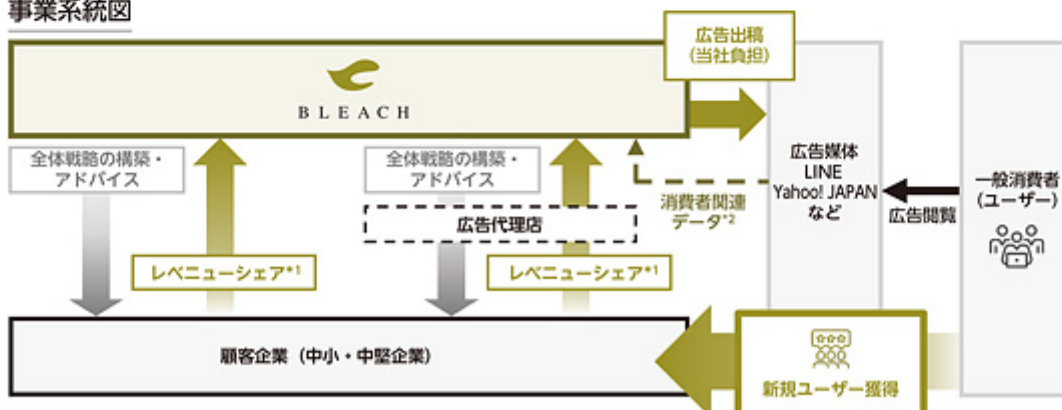 事業系統図
広告出稿
(当社負担)
BLEACH
全体戦略の構築・
アドバイス
全体戦略の構築・
アドバイス
広告代理店
消費者関連
データ*2
広告媒体
LINE
Yahoo! JAPAN
など
広告閲覧
一般消費者
(ユーザー)
レベニューシェア*1
レベニューシェア*1
顧客企業(中小・中堅企業)
新規ユーザー獲得